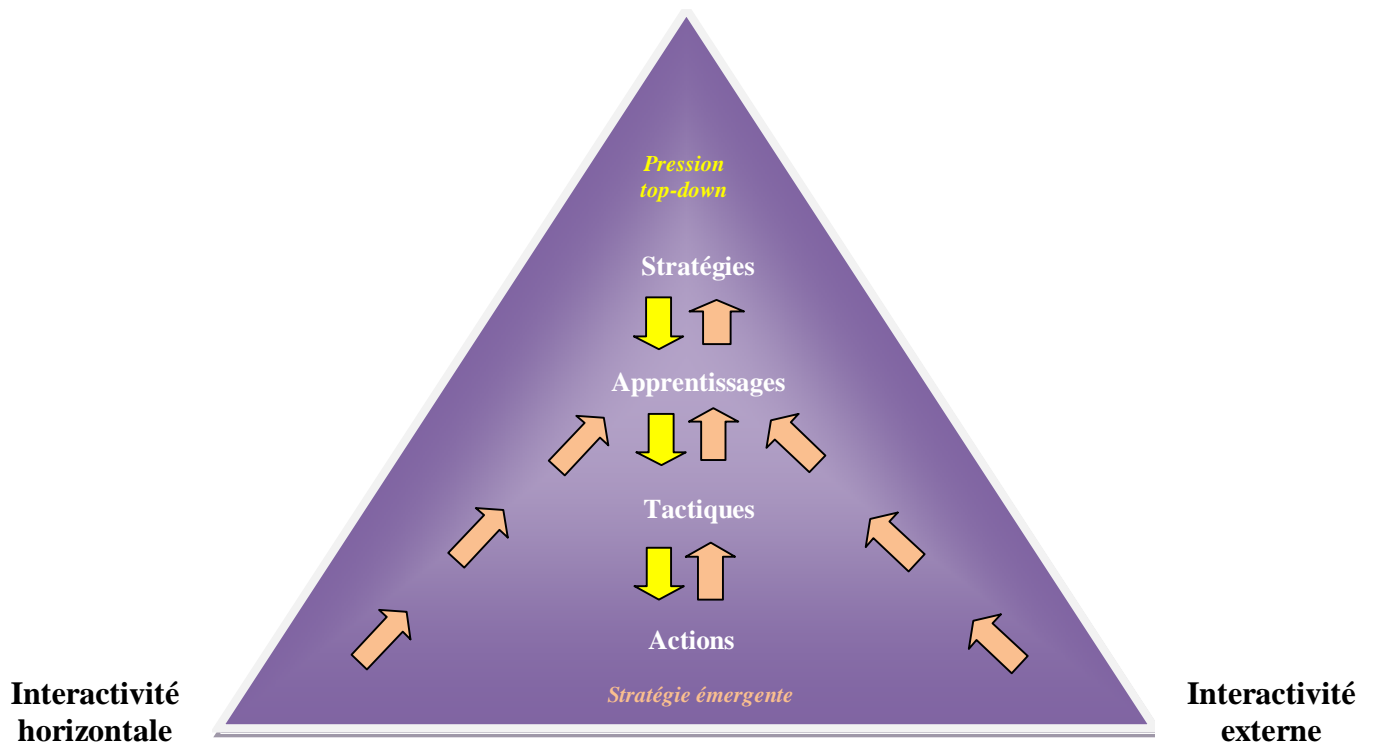 Pression
top-down
Stratégies
Apprentissages
Tactiques
Actions
Stratégie émergente
Interactivité
horizontale
Interactivité
externe